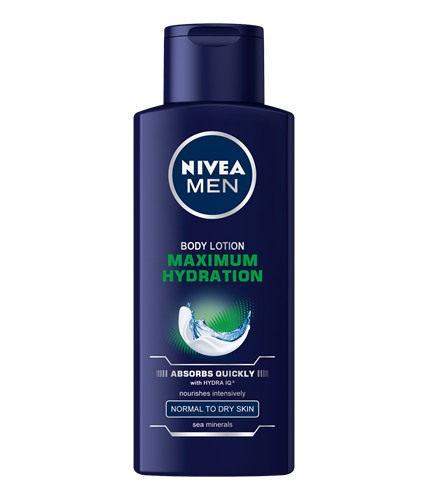 NIVEA
MEN
BODY LOTION
MAXIMUM
HYDRATION
ABSORBS QUICKLY
with HYDRA IQ®
nourishes intensively
NORMAL TO DRY SKIN
sea minerals